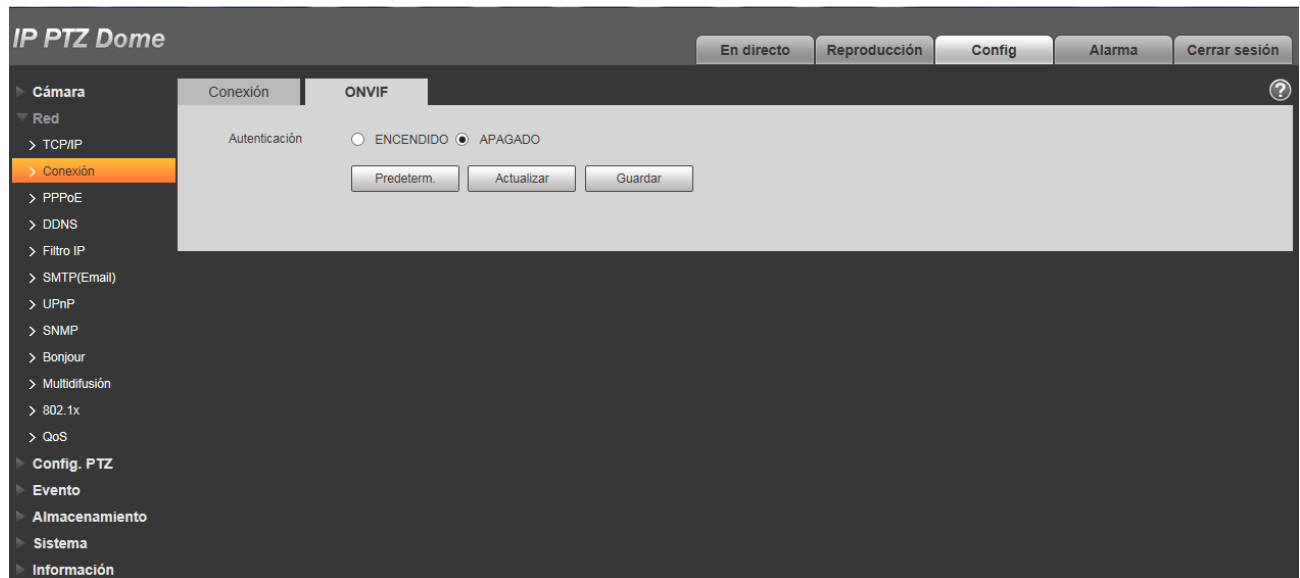 IP PTZ Dome
En directo
Reproducción
Config
Alarma
Cerrar sesión
Cámara
Red
TCP/IP
Conexión
PPPoE
DDNS
Filtro IP
SMTP(Email)
UPnP
SNMP
Bonjour
Multidifusión
802.1x
QoS
Config. PTZ
Evento
Almacenamiento
Sistema
Información
Conexión
ONVIF
?
Autenticación
ENCENDIDO
APAGADO
Predeterm.
Actualizar
Guardar